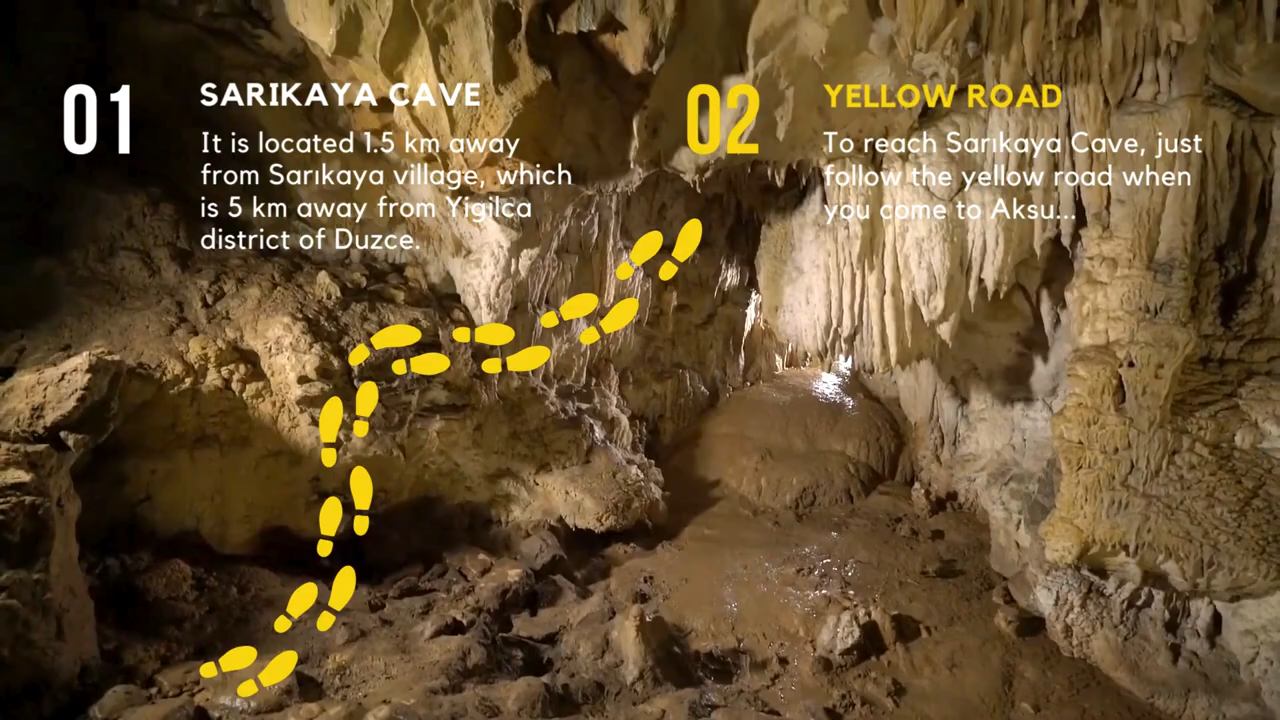 01
SARIKAYA CAVE
It is located 1.5 km away
from Sarıkaya village, which
is 5 km away from Yigilca
district of Duzce.
02
YELLOW ROAD
To reach Sarıkaya Cave, just
follow the yellow road when
you come to Aksu...